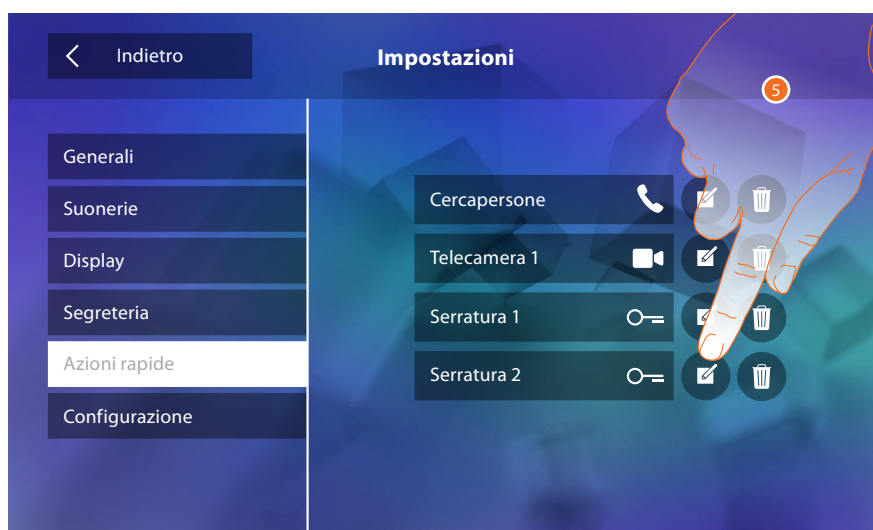 Indietro
Impostazioni
5
Generali
Suonerie
Display
Segreteria
Azioni rapide
Configurazione
Cercapersone
Telecamera 1
Serratura 1
Serratura 2